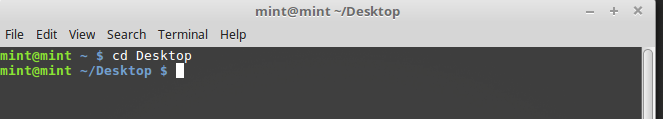 mint@mint ~/Desktop
File Edit View Search Terminal Help
mint@mint ~ $ cd Desktop
mint@mint ~/Desktop $